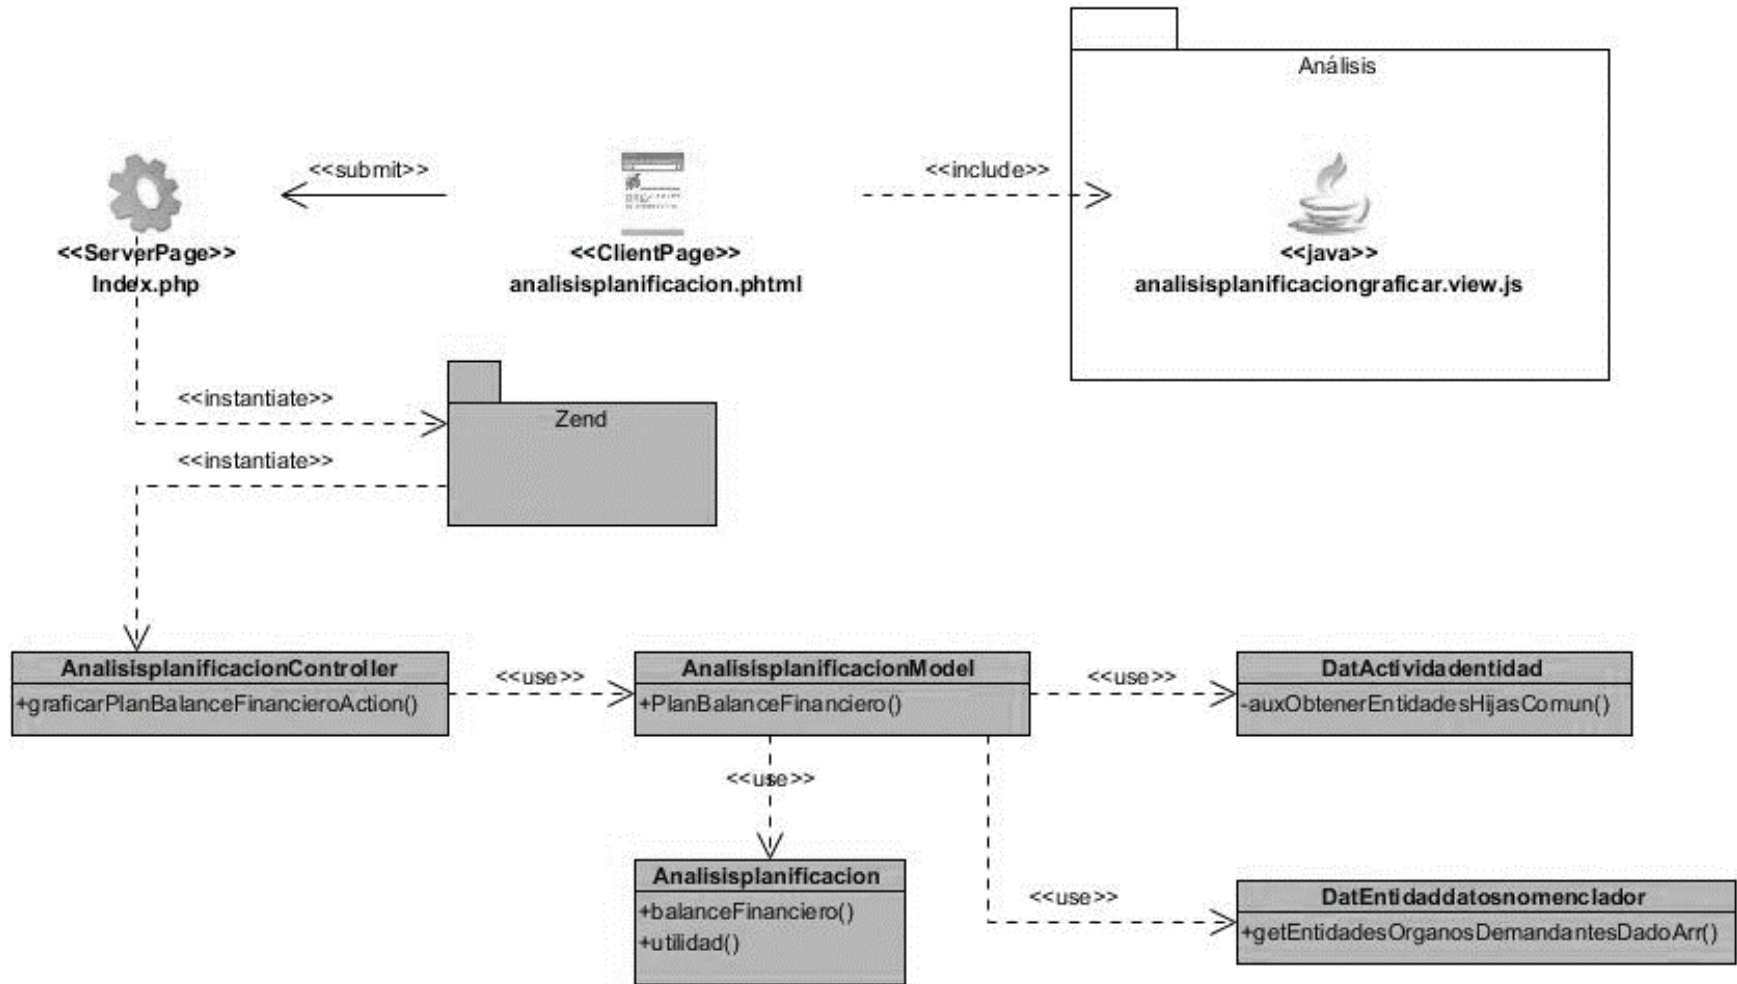 Análisis
<<submit>>
<<include>>
<<ServerPage>>
Index.php
<<ClientPage>>
analisisplanificacion.phtml
<<java>>
analisisplanificaciongraficar.view.js
<<instantiate>>
Zend
<<instantiate>>
AnalisisplanificacionController
+graficarPlanBalanceFinancieroAction()
<<use>>
AnalisisplanificacionModel
+PlanBalanceFinanciero()
<<use>>
DatActividadentidad
-auxObtenerEntidadesHijasComun()
<<use>>
Analisisplanificacion
+balanceFinanciero()
+utilidad()
<<use>>
DatEntidaddatosnomenclador
+getEntidadesOrganosDemandantesDadoArr()